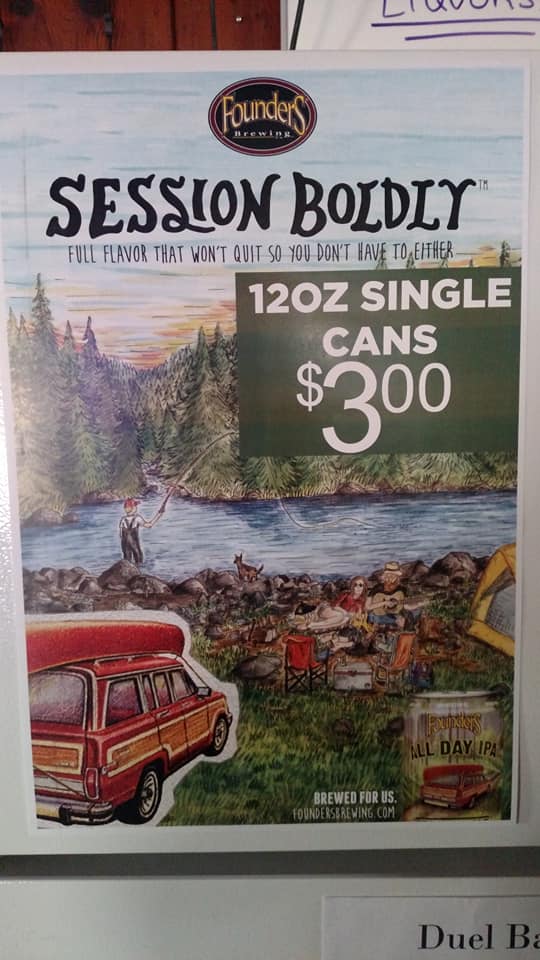 LIQUORS
Founders
Brewing
SESSION BOLDLY™
FULL FLAVOR THAT WON'T QUIT SO YOU DON'T HAVE TO EITHER
12OZ SINGLE
CANS
$3.00
Founders
ALL DAY IPA
BREWED FOR US.
FOUNDERSBREWING.COM
Duel Ba